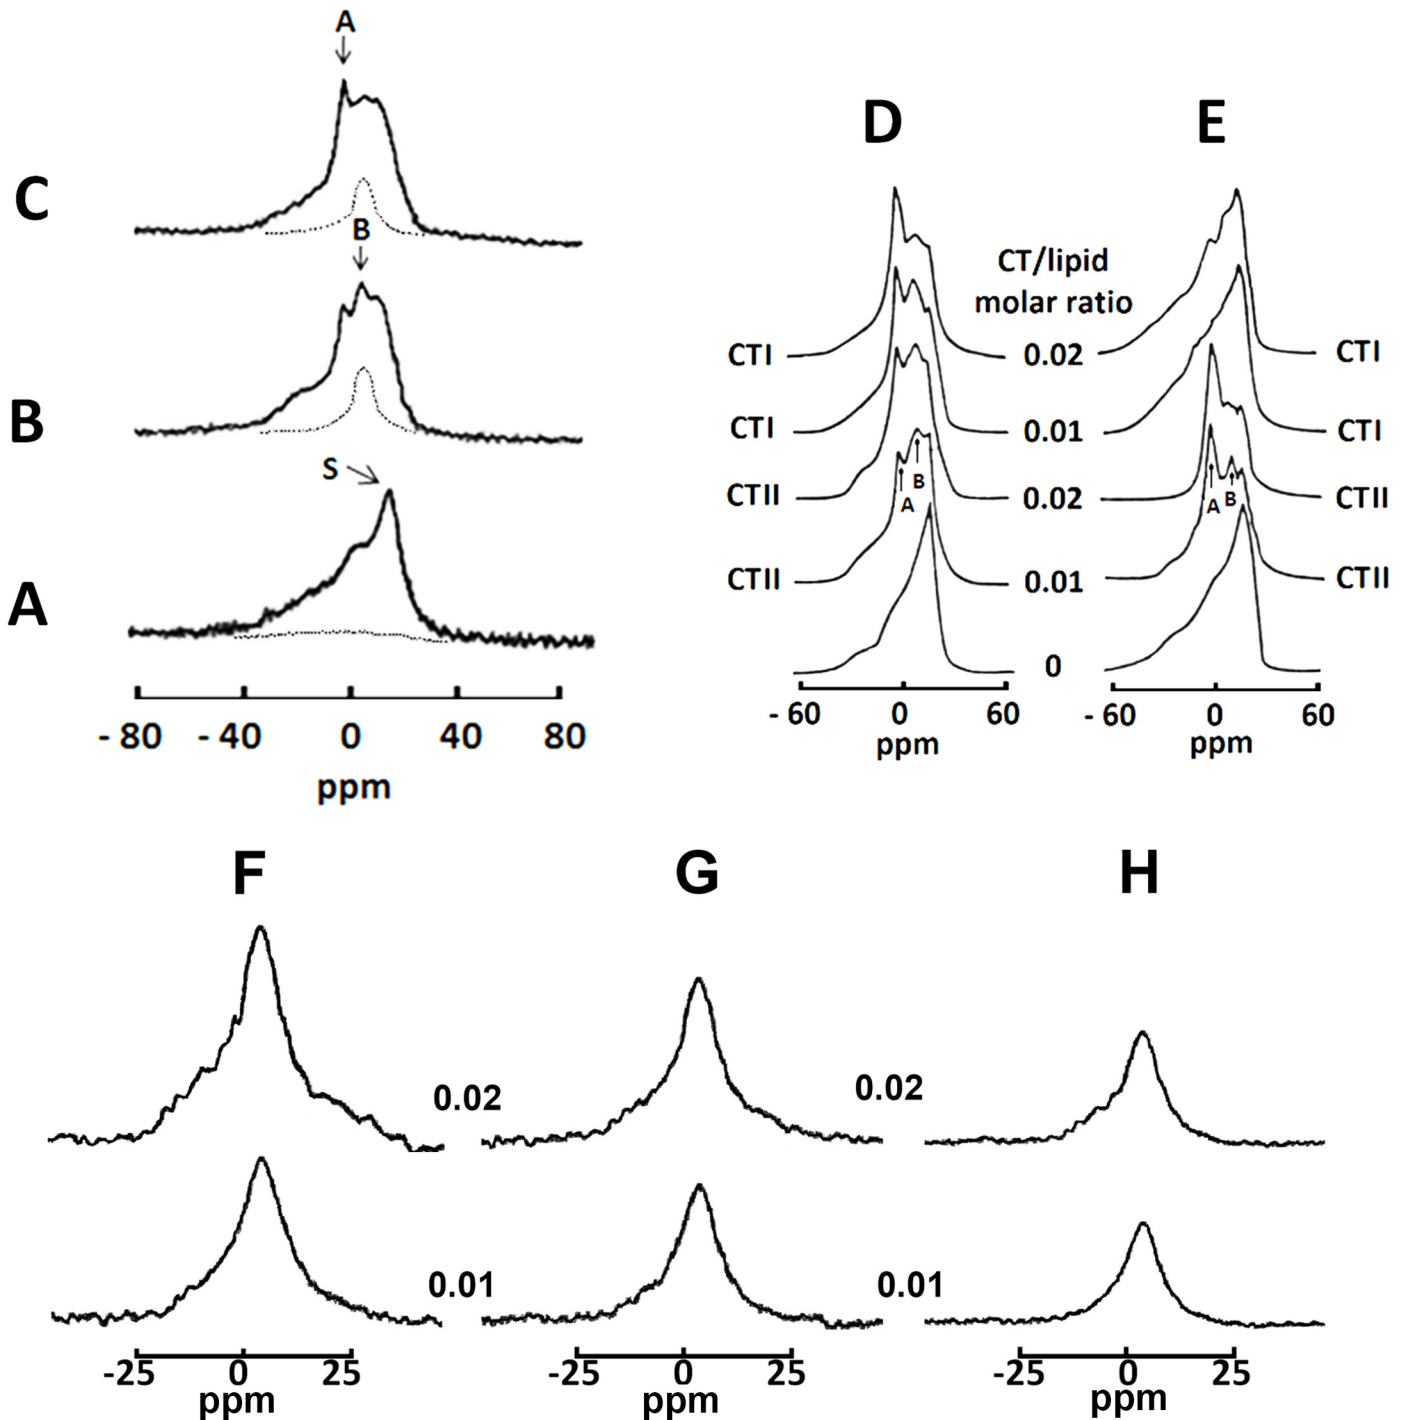 A
C
B
B
S
A
- 80 - 40 0 40 80
ppm
D E
CT/lipid
molar ratio
CTI 0.02 CTI
CTI 0.01 CTI
CTII 0.02 CTII
A B A B
CTII 0.01 CTII
0
- 60 0 60 - 60 0 60
ppm ppm
F G H
0.02 0.02
0.01 0.01
-25 0 25 -25 0 25 -25 0 25
ppm ppm ppm